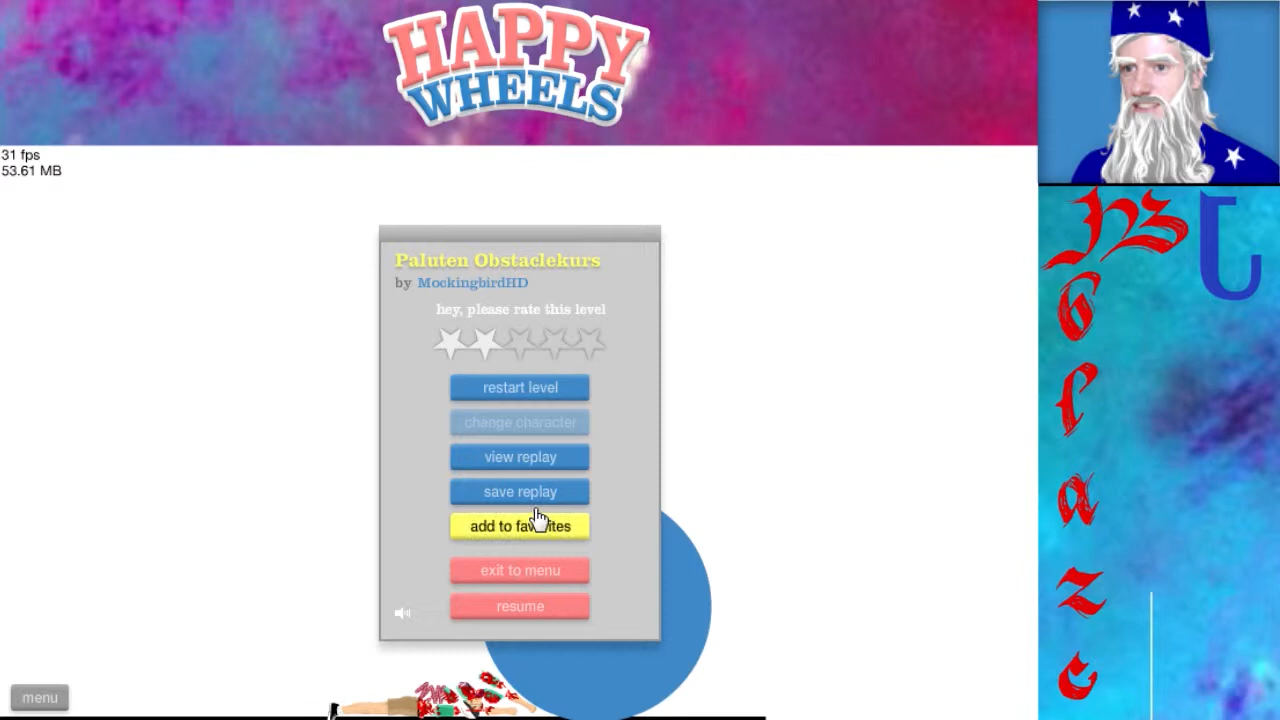 HAPPY
WHEELS
31 fps
53.61 MB
Paluten Obstaclekurs
by MockingbirdHD
hey, please rate this level
restart level
change character
view replay
save replay
exit to menu
resume
menu